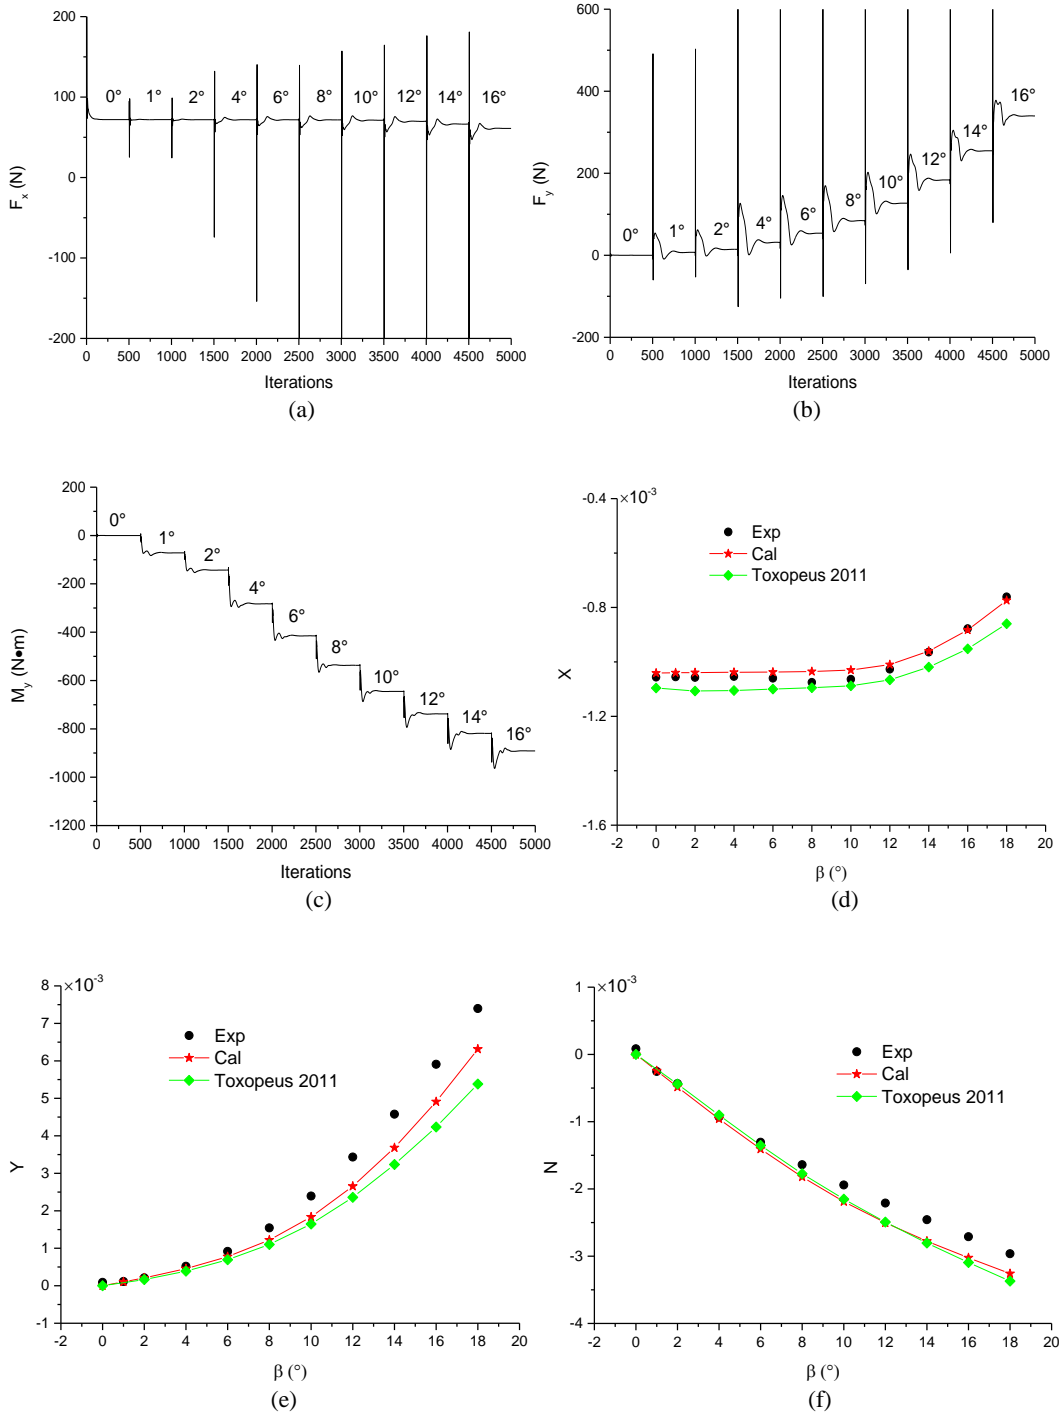 200
100
0
-100
-200
F_x (N)
0° 1° 2° 4° 6° 8° 10° 12° 14° 16°
0 500 1000 1500 2000 2500 3000 3500 4000 4500 5000
Iterations
(a)
600
400
200
0
-200
F_y (N)
0° 1° 2° 4° 6° 8° 10° 12° 14° 16°
0 500 1000 1500 2000 2500 3000 3500 4000 4500 5000
Iterations
(b)
200
0
-200
-400
-600
-800
-1000
-1200
M_y (N•m)
0° 1° 2° 4° 6° 8° 10° 12° 14° 16°
0 500 1000 1500 2000 2500 3000 3500 4000 4500 5000
Iterations
(c)
×10⁻³
-0.4
-0.8
-1.2
-1.6
X
Exp
Cal
Toxopeus 2011
-2 0 2 4 6 8 10 12 14 16 18 20
β (°)
(d)
×10⁻³
8
7
6
5
4
3
2
1
0
-1
Y
Exp
Cal
Toxopeus 2011
-2 0 2 4 6 8 10 12 14 16 18 20
β (°)
(e)
×10⁻³
1
0
-1
-2
-3
-4
N
Exp
Cal
Toxopeus 2011
-2 0 2 4 6 8 10 12 14 16 18 20
β (°)
(f)